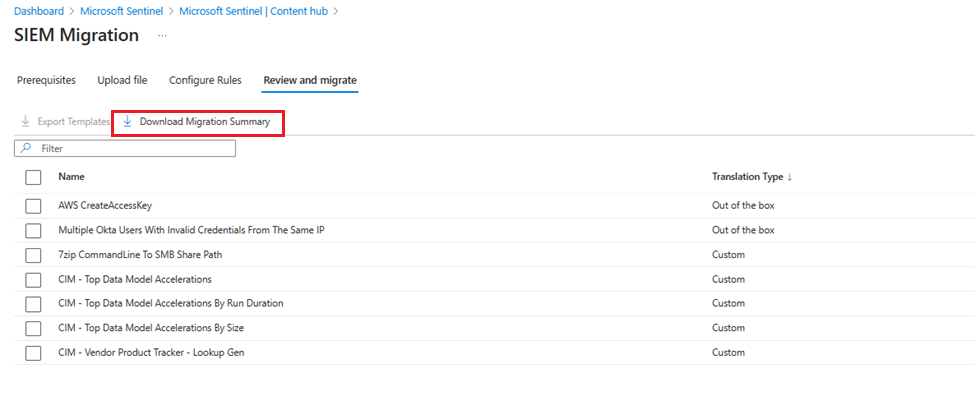 Dashboard > Microsoft Sentinel > Microsoft Sentinel | Content hub >
SIEM Migration ...
Prerequisites Upload file Configure Rules Review and migrate
Export Templates Download Migration Summary
Filter
Name Translation Type ↓
AWS CreateAccessKey Out of the box
Multiple Okta Users With Invalid Credentials From The Same IP Out of the box
7zip CommandLine To SMB Share Path Custom
CIM - Top Data Model Accelerations Custom
CIM - Top Data Model Accelerations By Run Duration Custom
CIM - Top Data Model Accelerations By Size Custom
CIM - Vendor Product Tracker - Lookup Gen Custom